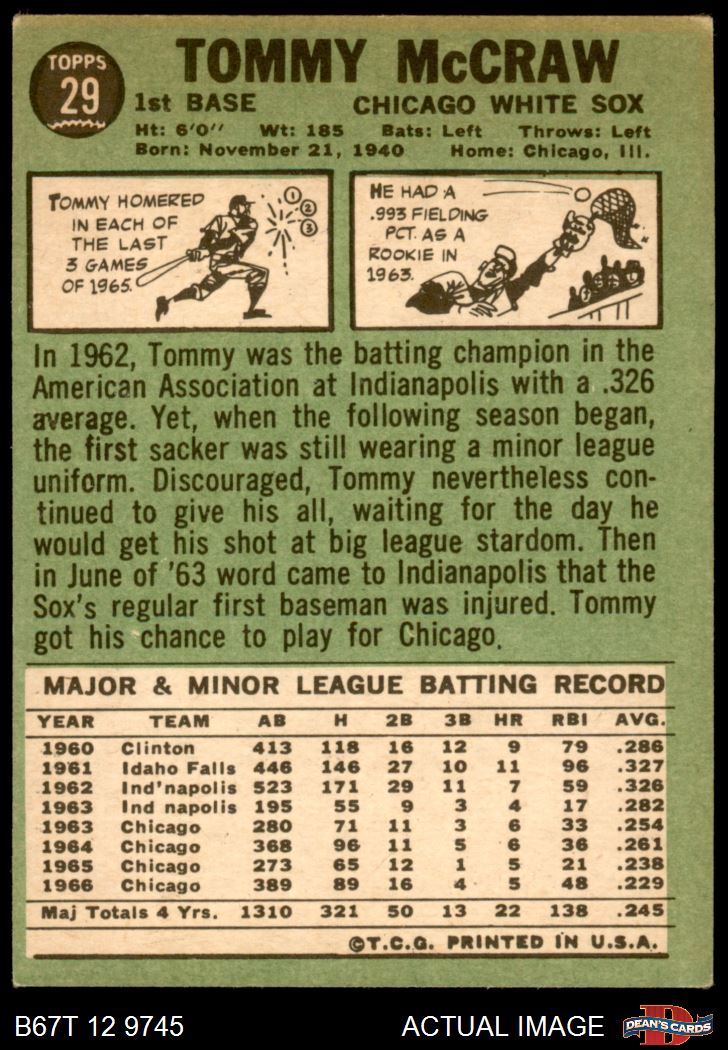 TOPPS
29
TOMMY McCRAW
1st BASE CHICAGO WHITE SOX
Ht: 6'0" Wt: 185 Bats: Left Throws: Left
Born: November 21, 1940 Home: Chicago, Ill.
TOMMY HOMERED
IN EACH OF
THE LAST
3 GAMES
OF 1965.
1
2
3
HE HAD A
.993 FIELDING
PCT. AS A
ROOKIE IN
1963.
In 1962, Tommy was the batting champion in the
American Association at Indianapolis with a .326
average. Yet, when the following season began,
the first sacker was still wearing a minor league
uniform. Discouraged, Tommy nevertheless con-
tinued to give his all, waiting for the day he
would get his shot at big league stardom. Then
in June of '63 word came to Indianapolis that the
Sox's regular first baseman was injured. Tommy
got his chance to play for Chicago.
MAJOR & MINOR LEAGUE BATTING RECORD
YEAR TEAM AB H 2B 3B HR RBI AVG.
1960 Clinton 413 118 16 12 9 79 .286
1961 Idaho Falls 446 146 27 10 11 96 .327
1962 Ind'napolis 523 171 29 11 7 59 .326
1963 Ind napolis 195 55 9 3 4 17 .282
1963 Chicago 280 71 11 3 6 33 .254
1964 Chicago 368 96 11 5 6 36 .261
1965 Chicago 273 65 12 1 5 21 .238
1966 Chicago 389 89 16 4 5 48 .229
Maj Totals 4 Yrs. 1310 321 50 13 22 138 .245
©T.C.G. PRINTED IN U.S.A.
B67T 12 9745 ACTUAL IMAGE
D
DEAN'S CARDS